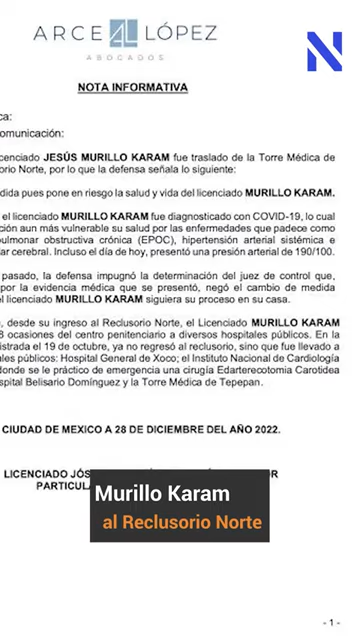 ARCE AL LÓPEZ
ABOGADOS
N
NOTA INFORMATIVA
ca:
omunicación:
cenciado JESÚS MURILLO KARAM fue traslado de la Torre Médica de
sorio Norte, por lo que la defensa señala lo siguiente:
dida pues pone en riesgo la salud y vida del licenciado MURILLO KARAM.
el licenciado MURILLO KARAM fue diagnosticado con COVID-19, lo cual
ción aun más vulnerable su salud por las enfermedades que padece como
pulmonar obstructiva crónica (EPOC), hipertensión arterial sistémica e
ar cerebral. Incluso el día de hoy, presentó una presión arterial de 190/100.
pasado, la defensa impugnó la determinación del juez de control que,
por la evidencia médica que se presentó, negó el cambio de medida
el licenciado MURILLO KARAM siguiera su proceso en su casa.
, desde su ingreso al Reclusorio Norte, el Licenciado MURILLO KARAM
8 ocasiones del centro penitenciario a diversos hospitales públicos. En la
istrada el 19 de octubre, ya no regresó al reclusorio, sino que fue llevado a
ales públicos: Hospital General de Xoco; el Instituto Nacional de Cardiología
donde se le práctico de emergencia una cirugía Edarterecotomia Carotidea
spital Belisario Domínguez y la Torre Médica de Tepepan.
CIUDAD DE MEXICO A 28 DE DICIEMBRE DEL AÑO 2022.
LICENCIADO JÓS
PARTICULA
Murillo Karam
al Reclusorio Norte
- 1 -